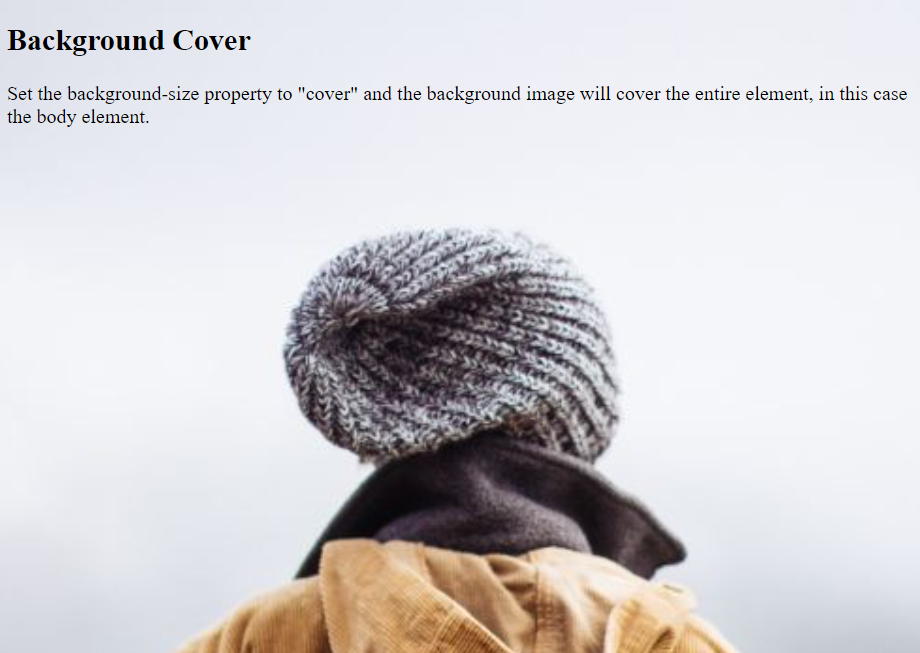 Background Cover
Set the background-size property to "cover" and the background image will cover the entire element, in this case
the body element.